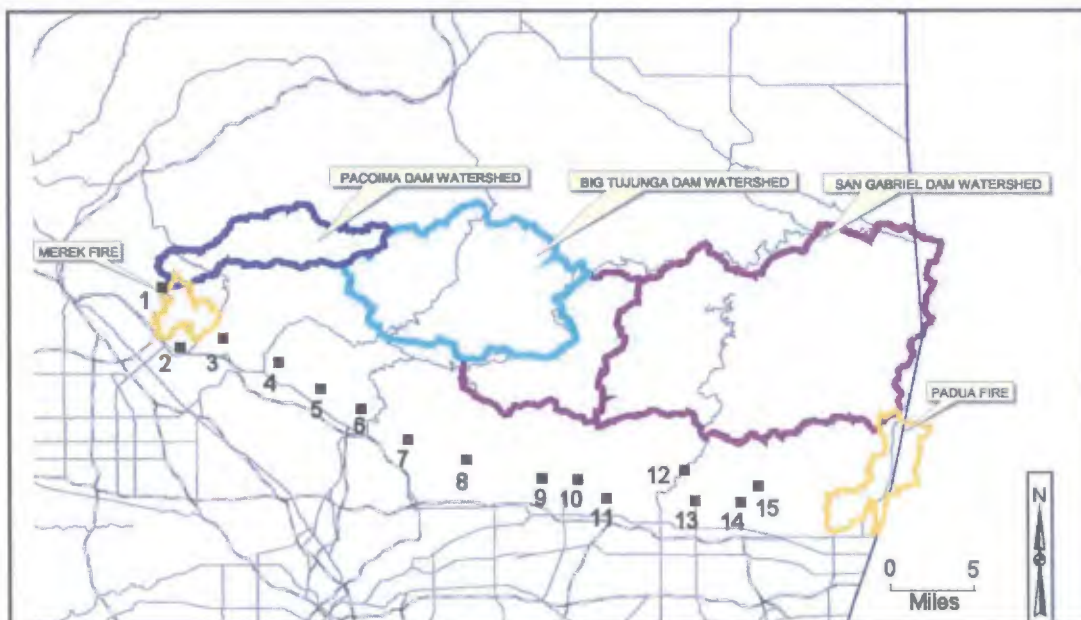 PACOIMA DAM WATERSHED
BIG TUJUNGA DAM WATERSHED
SAN GABRIEL DAM WATERSHED
MEREK FIRE
1
2
3
4
5
6
PADUA FIRE
7
8
9
10
11
12
13
14
15
N
0 5
Miles